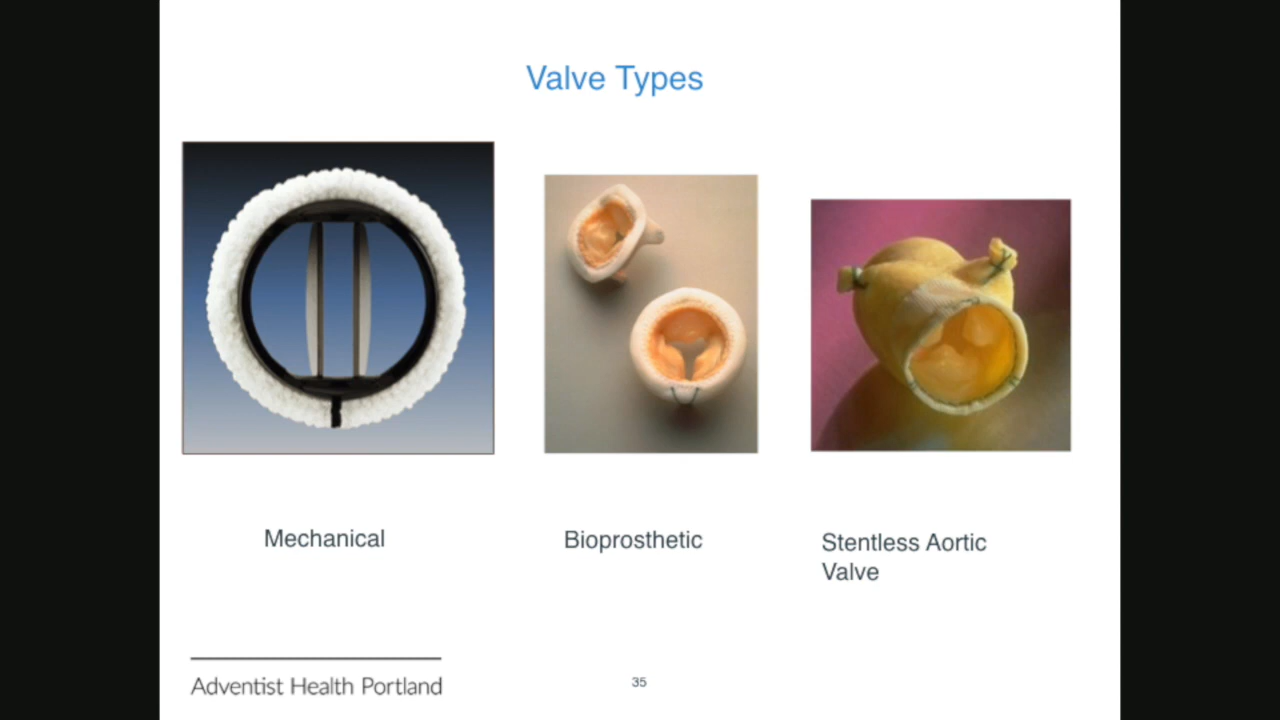 Valve Types
Mechanical
Bioprosthetic
Stentless Aortic
Valve
Adventist Health Portland
35